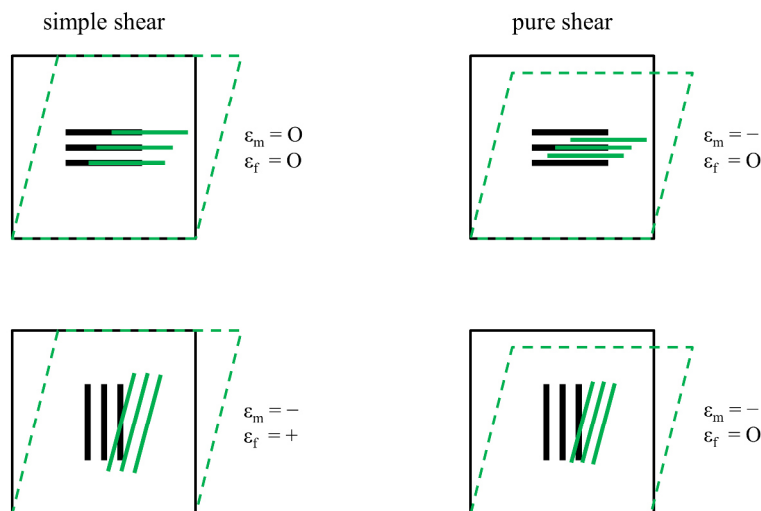 simple shear
pure shear
εm = O
εf = O
εm = –
εf = O
εm = –
εf = +
εm = –
εf = O